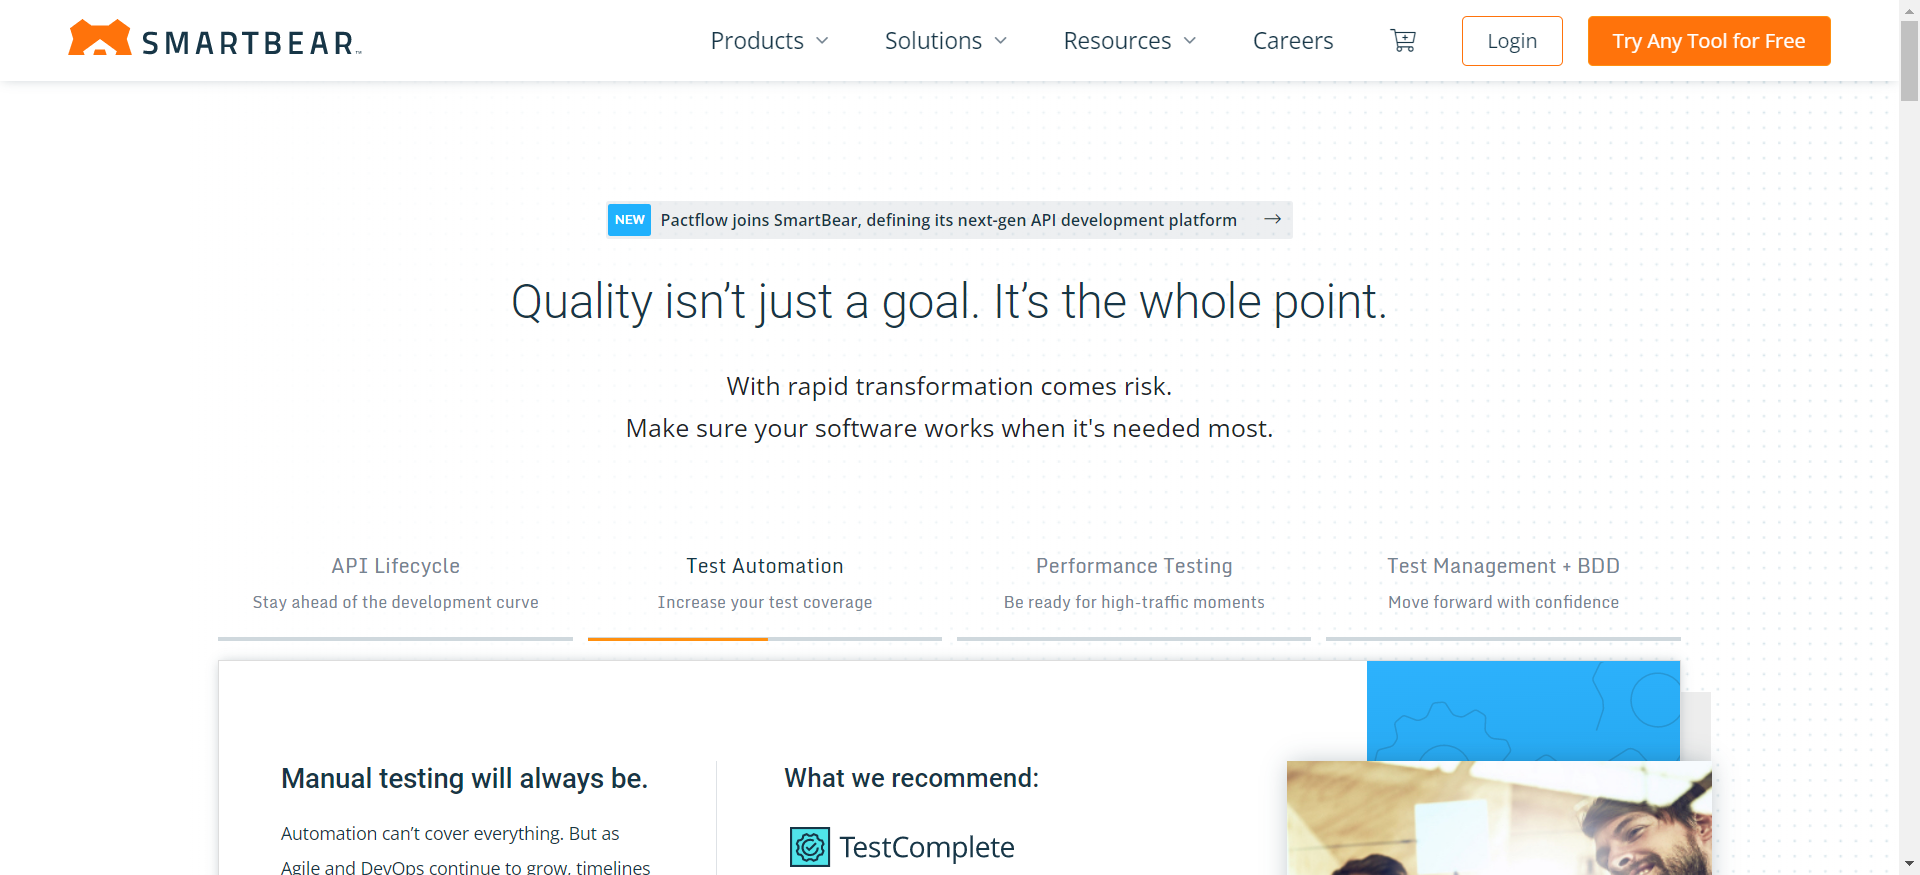 SMARTBEAR™
Products
Solutions
Resources
Careers
Login
Try Any Tool for Free
NEW Pactflow joins SmartBear, defining its next-gen API development platform →
Quality isn’t just a goal. It’s the whole point.
With rapid transformation comes risk.
Make sure your software works when it's needed most.
API Lifecycle
Stay ahead of the development curve
Test Automation
Increase your test coverage
Performance Testing
Be ready for high-traffic moments
Test Management + BDD
Move forward with confidence
Manual testing will always be.
Automation can’t cover everything. But as
Agile and DevOps continue to grow, timelines
What we recommend:
TestComplete